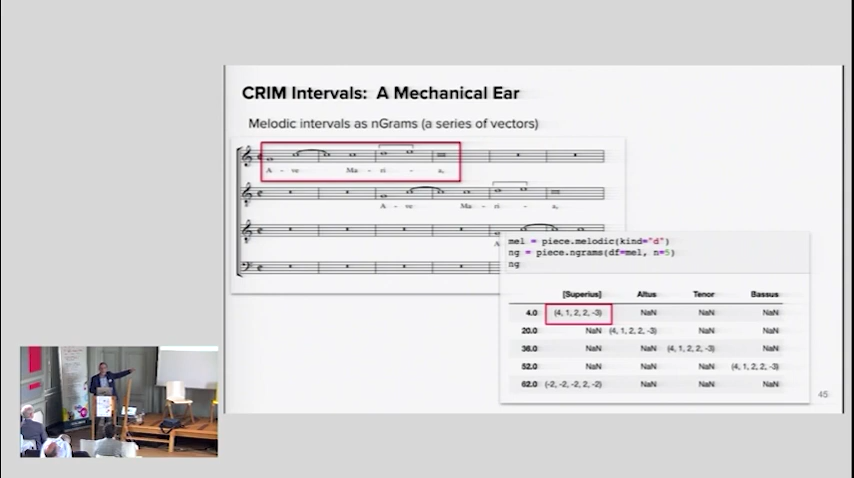 CRIM Intervals: A Mechanical Ear
Melodic intervals as nGrams (a series of vectors)
A - ve Ma - ri - a,
A - ve Ma - ri - a,
A
mel = piece.melodic(kind="d")
ng = piece.ngrams(df=mel, n=5)
ng
[Superius] Altus Tenor Bassus
4.0 (4, 1, 2, 2, -3) NaN NaN NaN
20.0 NaN (4, 1, 2, 2, -3) NaN NaN
36.0 NaN NaN (4, 1, 2, 2, -3) NaN
52.0 NaN NaN NaN (4, 1, 2, 2, -3)
62.0 (-2, -2, -2, 2, -2) NaN NaN NaN
45